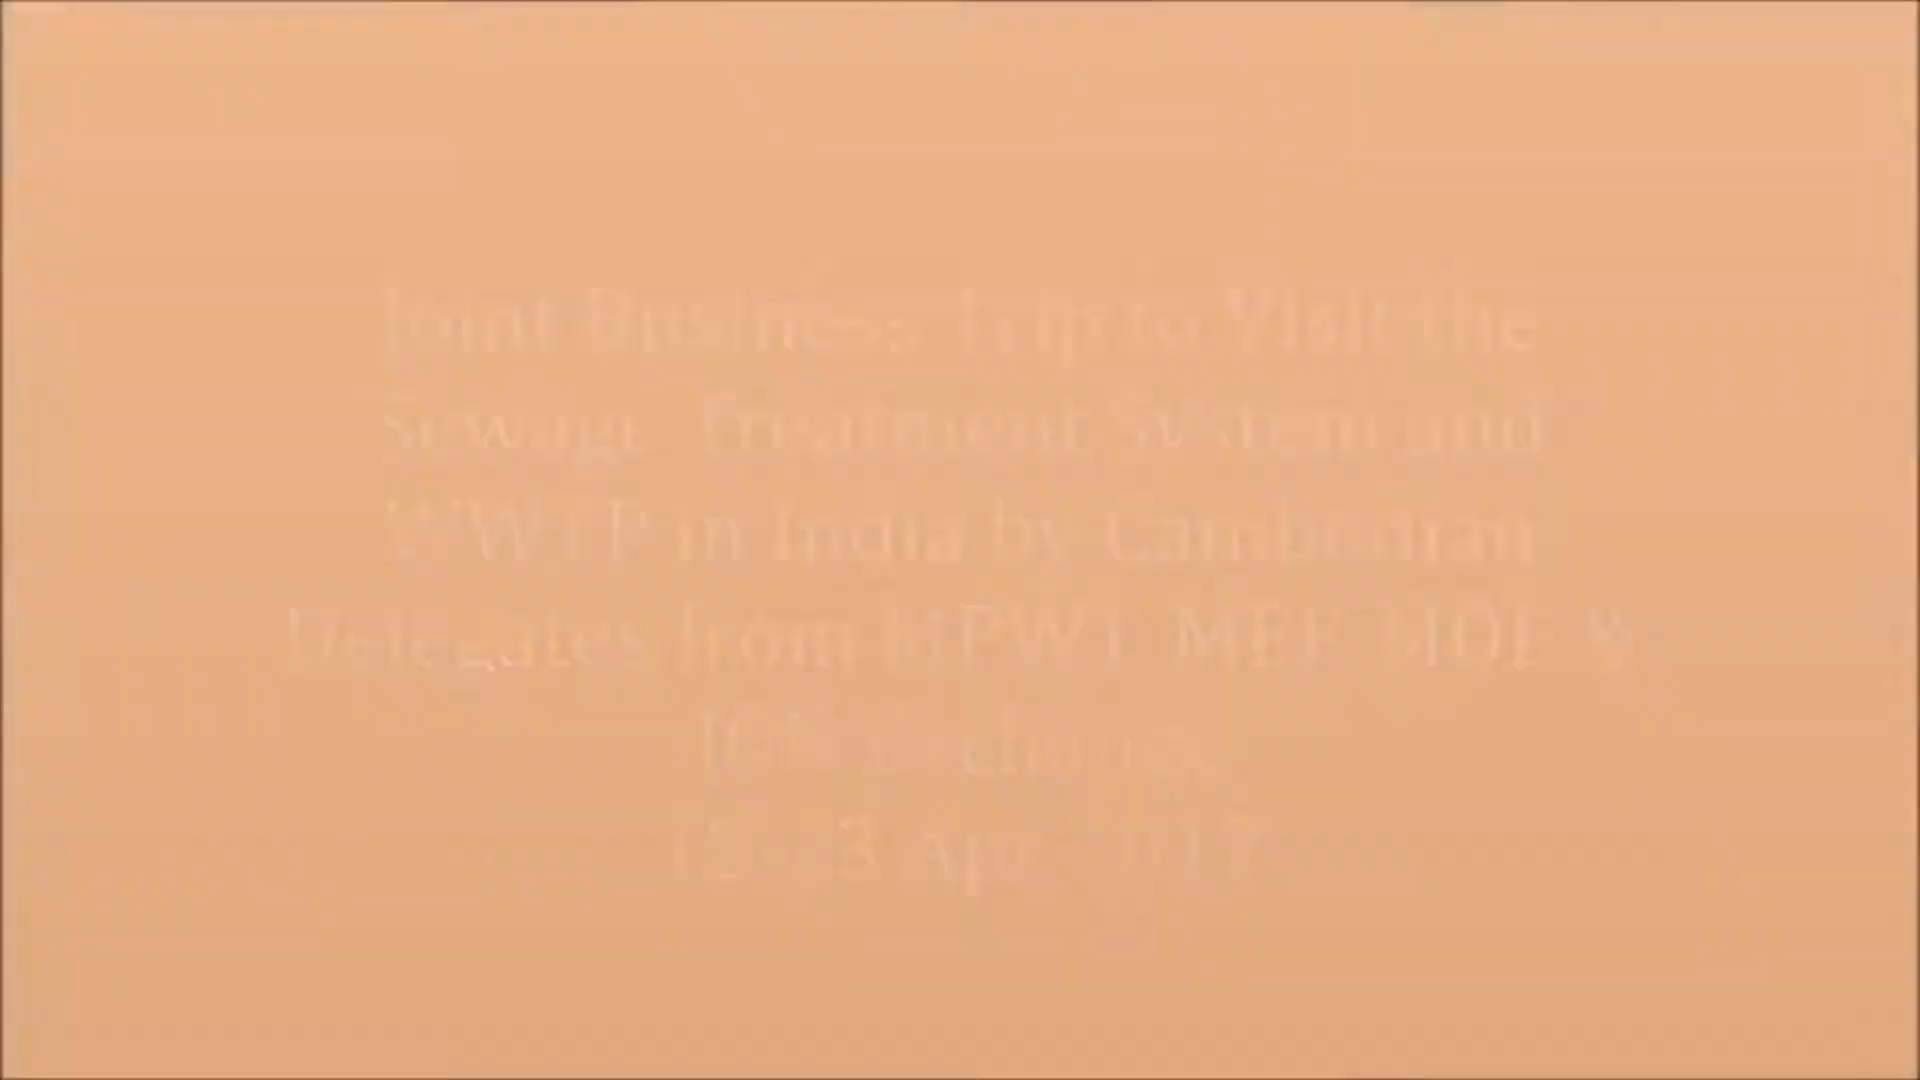 Joint Business Trip to Visit the
Sewage Treatment System and
WWTP in India by Cambodian
Delegates from MPWT, MEF, MOE &
Apr 2017